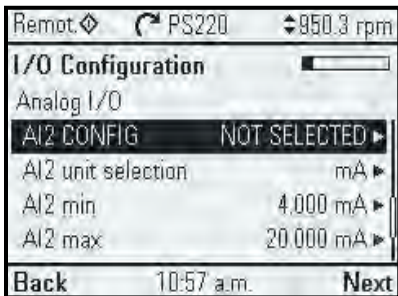 Remot. PS220 950.3 rpm
I/O Configuration
Analog I/O
AI2 CONFIG NOT SELECTED
AI2 unit selection mA
AI2 min 4.000 mA
AI2 max 20.000 mA
Back 10:57 a.m. Next